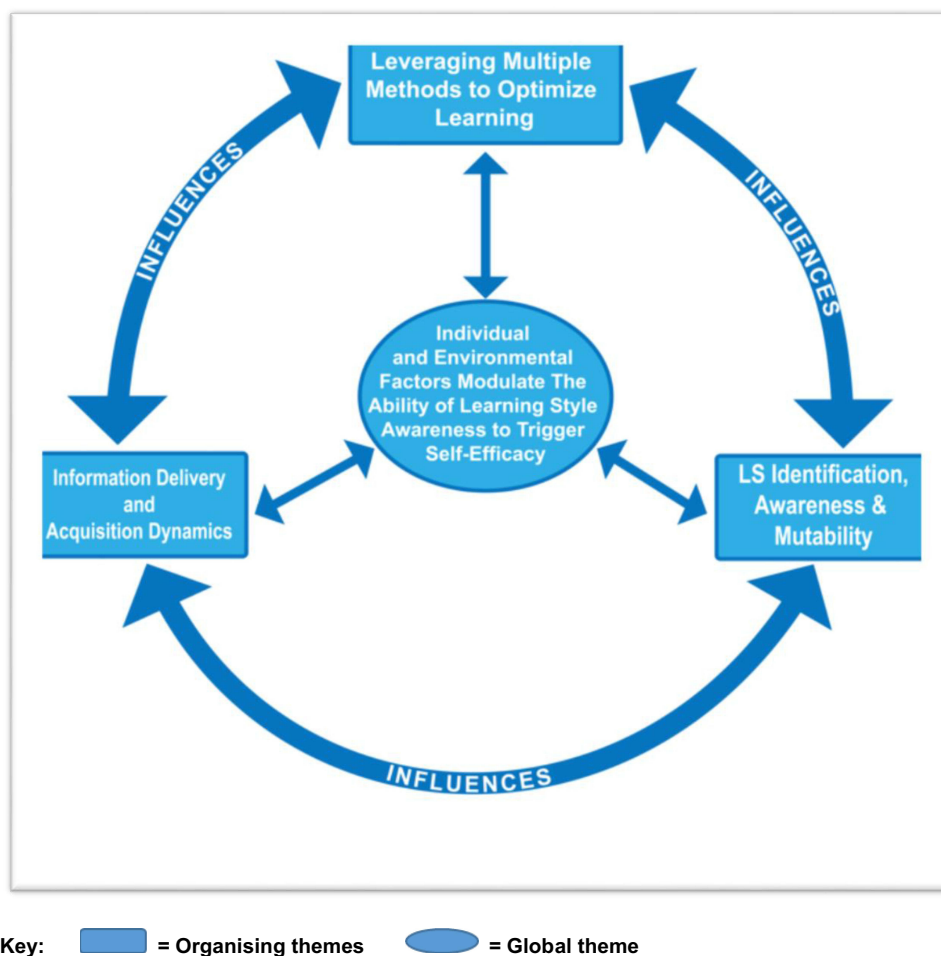 Leveraging Multiple
Methods to Optimize
Learning
INFLUENCES
INFLUENCES
Individual
and Environmental
Factors Modulate The
Ability of Learning Style
Awareness to Trigger
Self-Efficacy
Information Delivery
and
Acquisition Dynamics
LS Identification,
Awareness &
Mutability
INFLUENCES
Key: = Organising themes = Global theme